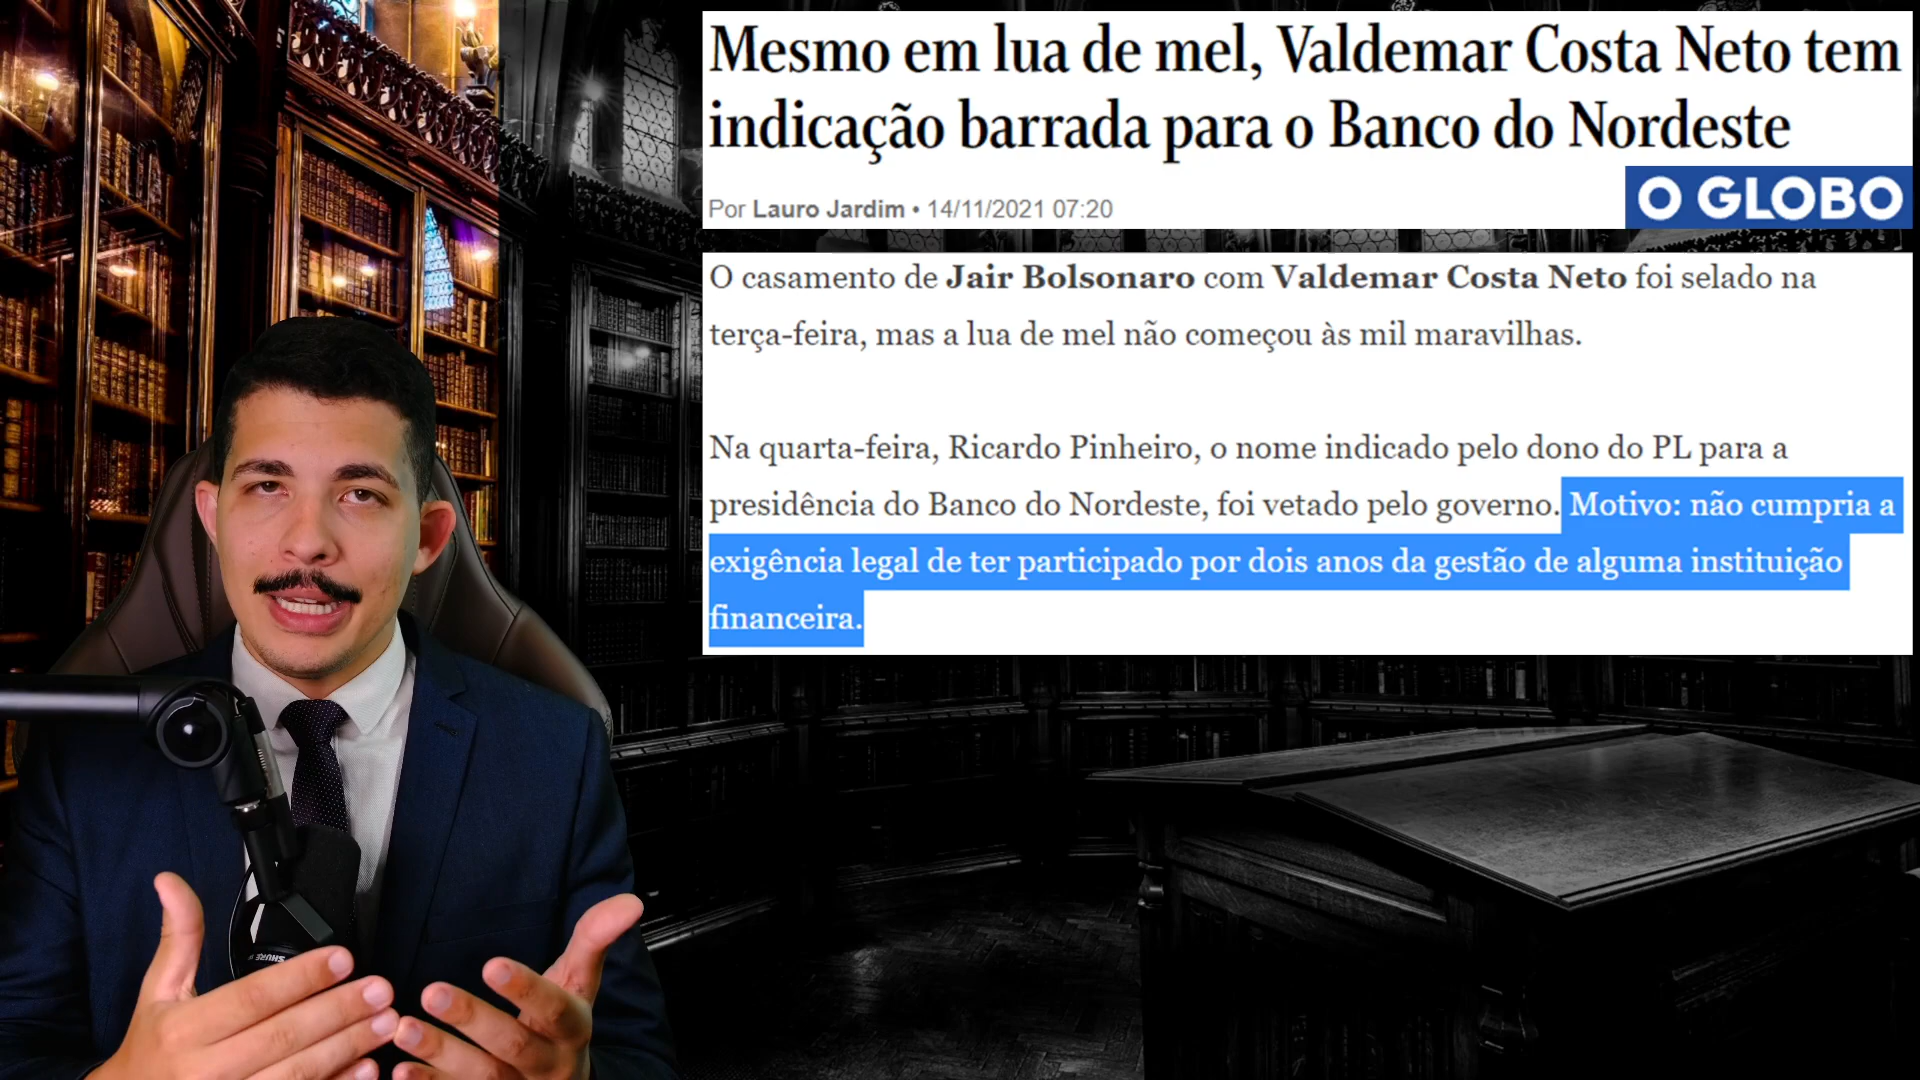 Mesmo em lua de mel, Valdemar Costa Neto tem
indicação barrada para o Banco do Nordeste
Por Lauro Jardim • 14/11/2021 07:20
O GLOBO
O casamento de Jair Bolsonaro com Valdemar Costa Neto foi selado na
terça-feira, mas a lua de mel não começou às mil maravilhas.
Na quarta-feira, Ricardo Pinheiro, o nome indicado pelo dono do PL para a
presidência do Banco do Nordeste, foi vetado pelo governo. Motivo: não cumpria a
exigência legal de ter participado por dois anos da gestão de alguma instituição
financeira.
SHURE